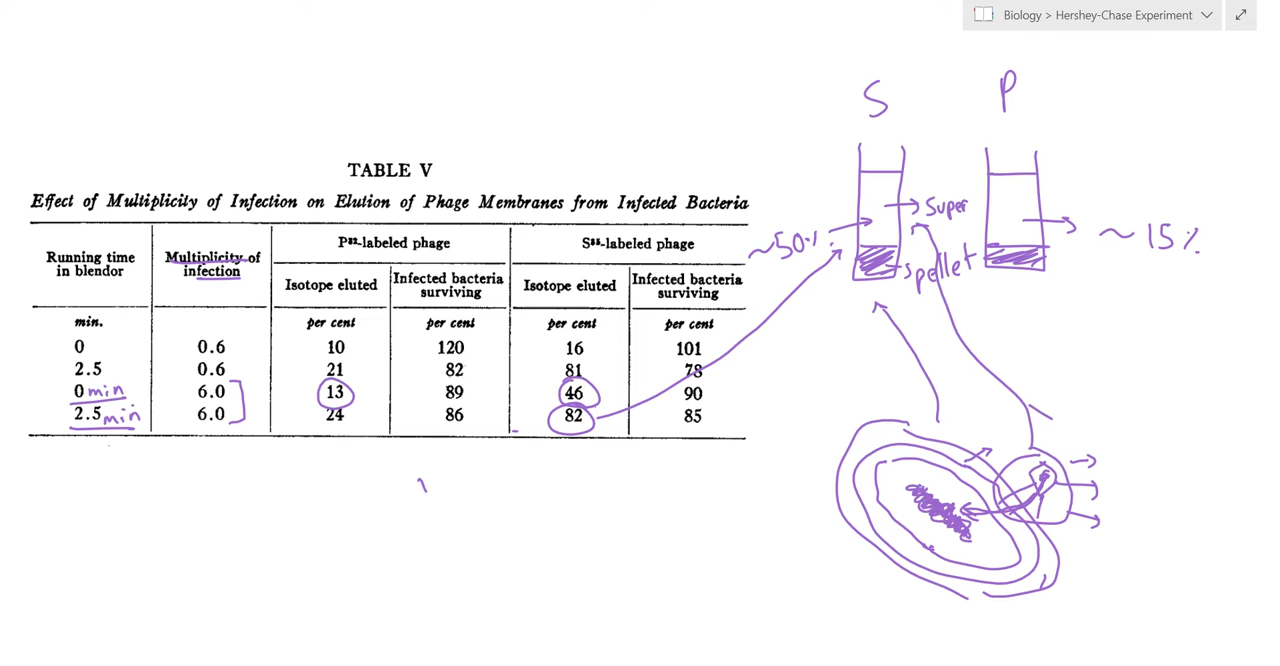 Biology > Hershey-Chase Experiment
S P
TABLE V
Effect of Multiplicity of Infection on Elution of Phage Membranes from Infected Bacteria
Running time in blendor
Multiplicity of infection
P³²-labeled phage
S³⁵-labeled phage
Isotope eluted
Infected bacteria surviving
Isotope eluted
Infected bacteria surviving
min. per cent per cent per cent per cent
0 0.6 10 120 16 101
2.5 0.6 21 82 81 78
0 min 6.0 13 89 46 90
2.5 min 6.0 24 86 82 85
Super
~50%
pellet
~15%